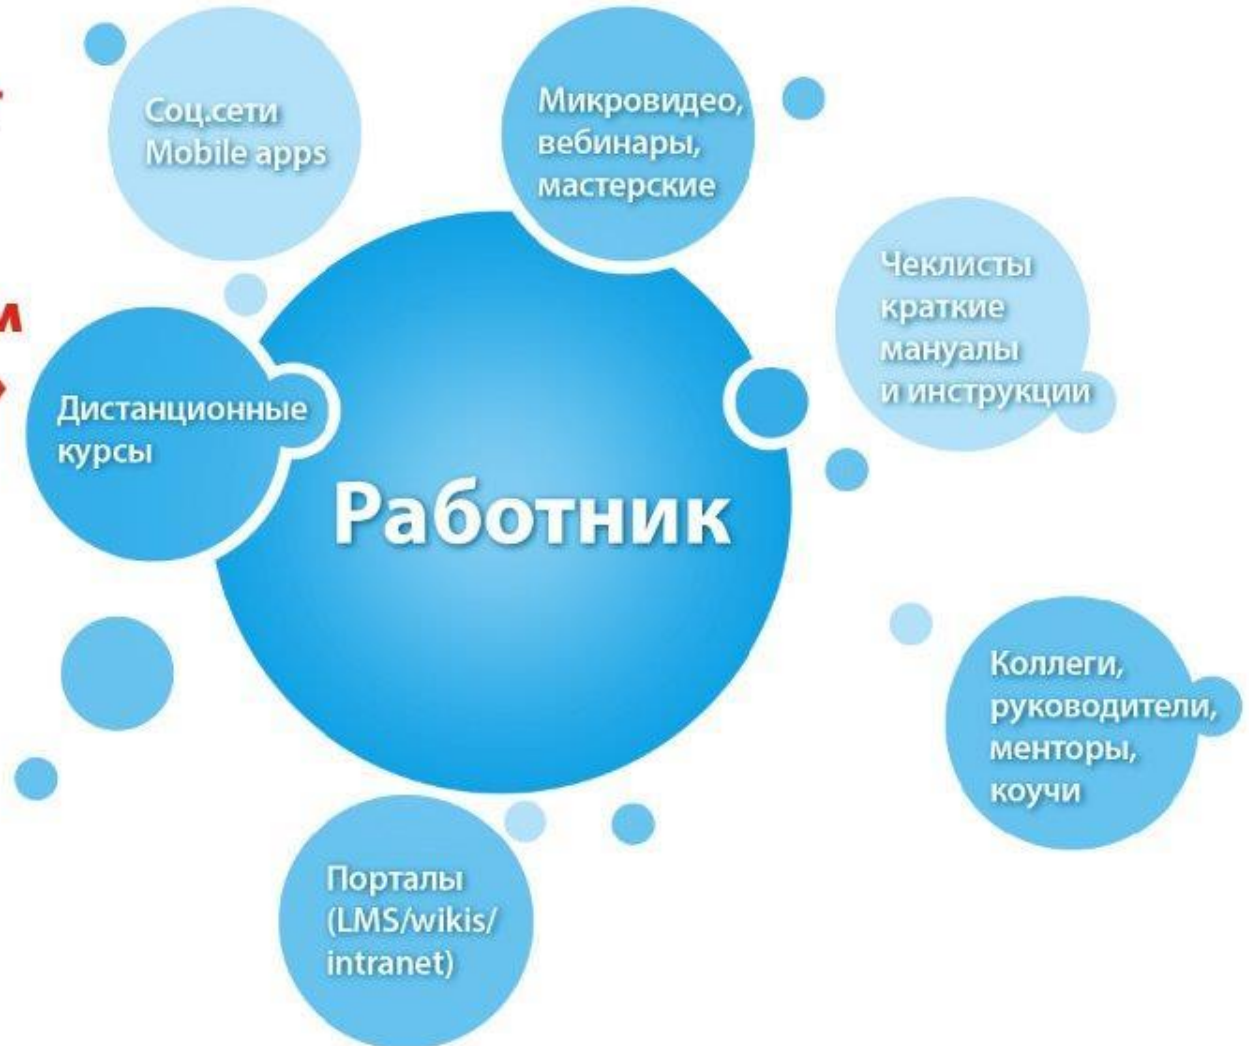 Соц.сети
Mobile apps
Микровидео,
вебинары,
мастерские
Чеклисты
краткие
мануалы
и инструкции
Дистанционные
курсы
Работник
Коллеги,
руководители,
менторы,
коучи
Порталы
(LMS/wikis/
intranet)